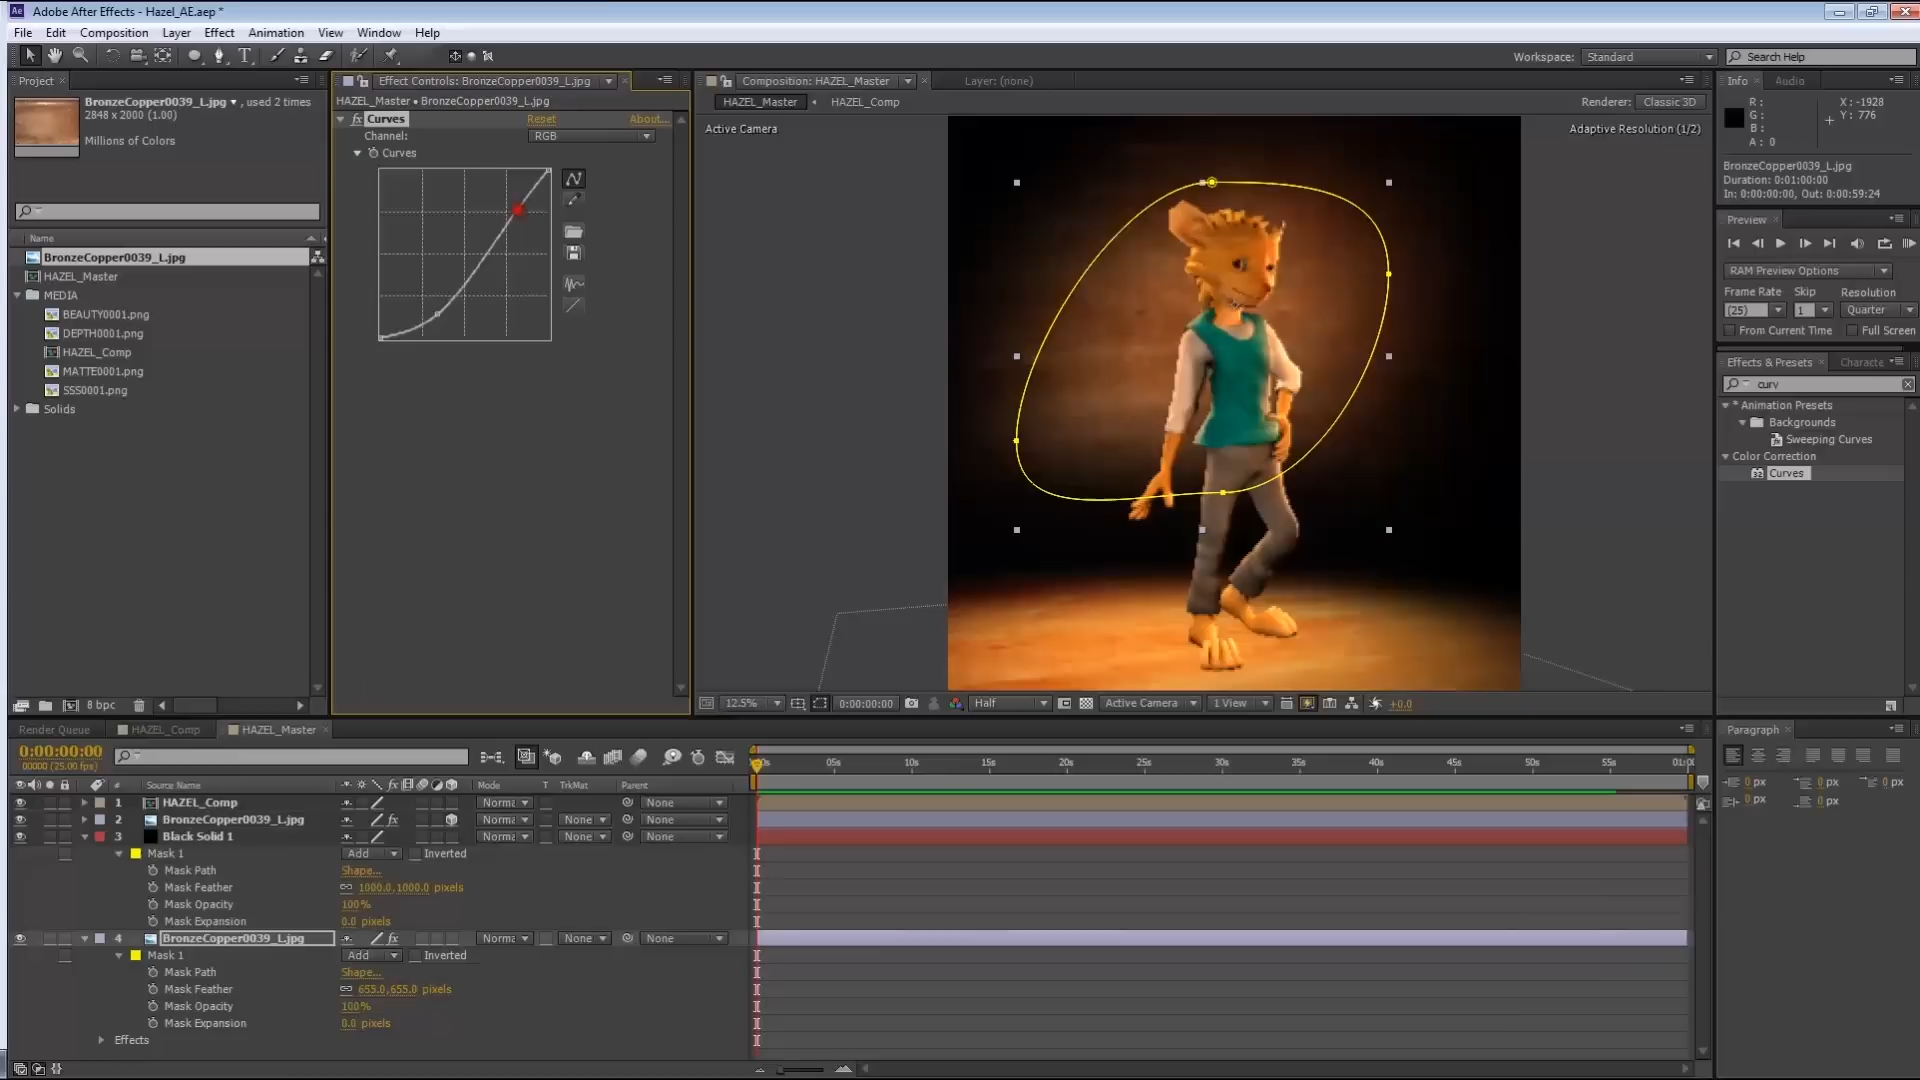 Adobe After Effects - Hazel_AE.aep *
File Edit Composition Layer Effect Animation View Window Help
Workspace: Standard
Search Help
Project
BronzeCopper0039_L.jpg ▾ , used 2 times
2848 x 2000 (1.00)
Millions of Colors
Name
BronzeCopper0039_L.jpg
HAZEL_Master
MEDIA
BEAUTY0001.png
DEPTH0001.png
HAZEL_Comp
MATTE0001.png
SSS0001.png
Solids
8 bpc
Effect Controls: BronzeCopper0039_L.jpg
HAZEL_Master • BronzeCopper0039_L.jpg
fx Curves Reset About...
Channel: RGB
Curves
Composition: HAZEL_Master
Layer: (none)
HAZEL_Master HAZEL_Comp
Renderer: Classic 3D
Active Camera
Adaptive Resolution (1/2)
12.5% 0:00:00:00 Half Active Camera 1 View +0.0
Info Audio
R: X: -1928
G: Y: 776
B:
A: 0
BronzeCopper0039_L.jpg
Duration: 0:01:00:00
In: 0:00:00:00, Out: 0:00:59:24
Preview
RAM Preview Options
Frame Rate Skip Resolution
(25) 1 Quarter
From Current Time Full Screen
Effects & Presets Characte
curv
* Animation Presets
Backgrounds
Sweeping Curves
Color Correction
Curves
Render Queue HAZEL_Comp HAZEL_Master
0:00:00:00
00000 (25.00 fps)
# Source Name fx Mode T TrkMat Parent
05s 10s 15s 20s 25s 30s 35s 40s 45s 50s 55s
1 HAZEL_Comp Norma None
2 BronzeCopper0039_L.jpg fx Norma None None
3 Black Solid 1 Norma None None
Mask 1 Add Inverted
Mask Path Shape...
Mask Feather 1000.0,1000.0 pixels
Mask Opacity 100%
Mask Expansion 0.0 pixels
4 BronzeCopper0039_L.jpg fx Norma None None
Mask 1 Add Inverted
Mask Path Shape...
Mask Feather 655.0,655.0 pixels
Mask Opacity 100%
Mask Expansion 0.0 pixels
Effects
Paragraph
0 px 0 px 0 px
0 px 0 px